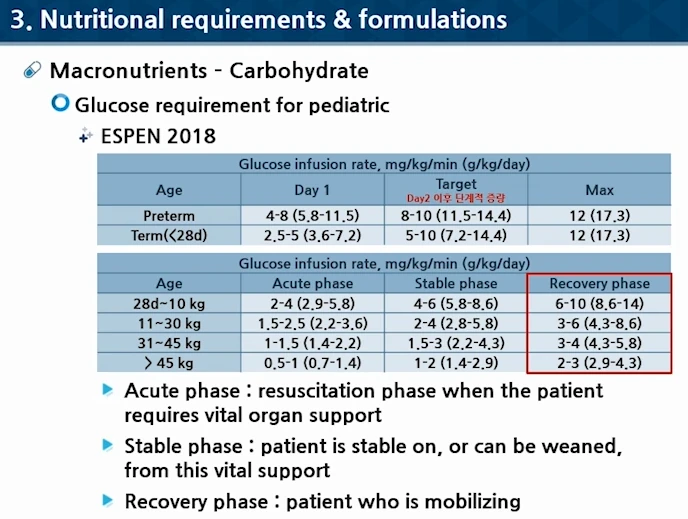 3. Nutritional requirements & formulations
Macronutrients - Carbohydrate
Glucose requirement for pediatric
ESPEN 2018
Glucose infusion rate, mg/kg/min (g/kg/day)
Age Day 1 Target Max
Day2 이후 단계적 증량
Preterm 4-8 (5.8-11.5) 8-10 (11.5-14.4) 12 (17.3)
Term(<28d) 2.5-5 (3.6-7.2) 5-10 (7.2-14.4) 12 (17.3)
Glucose infusion rate, mg/kg/min (g/kg/day)
Age Acute phase Stable phase Recovery phase
28d~10 kg 2-4 (2.9-5.8) 4-6 (5.8-8.6) 6-10 (8.6-14)
11~30 kg 1.5-2.5 (2.2-3.6) 2-4 (2.8-5.8) 3-6 (4.3-8.6)
31~45 kg 1-1.5 (1.4-2.2) 1.5-3 (2.2-4.3) 3-4 (4.3-5.8)
> 45 kg 0.5-1 (0.7-1.4) 1-2 (1.4-2.9) 2-3 (2.9-4.3)
Acute phase : resuscitation phase when the patient
requires vital organ support
Stable phase : patient is stable on, or can be weaned,
from this vital support
Recovery phase : patient who is mobilizing